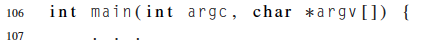 106 int main(int argc, char *argv[]) {
107 . . .